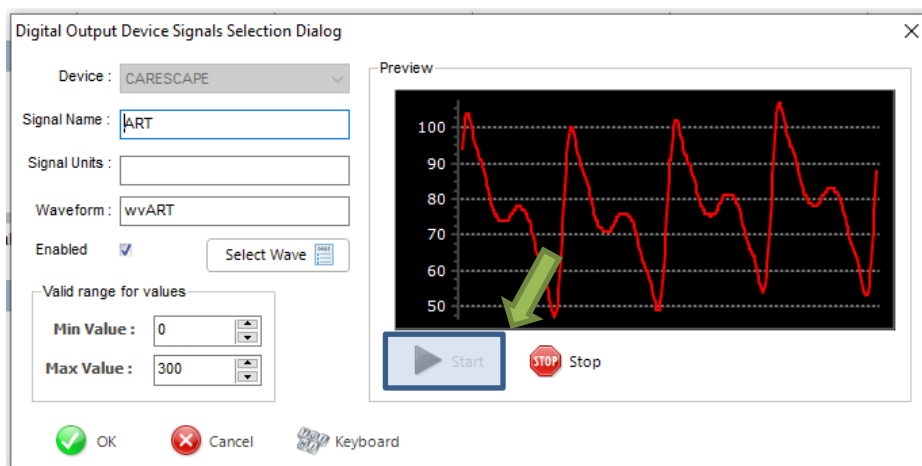 Digital Output Device Signals Selection Dialog
Device : CARESCAPE
Signal Name : ART
Signal Units :
Waveform : wvART
Enabled
Select Wave
Valid range for values
Min Value : 0
Max Value : 300
Preview
100
90
80
70
60
50
Start
STOP Stop
OK
Cancel
Keyboard